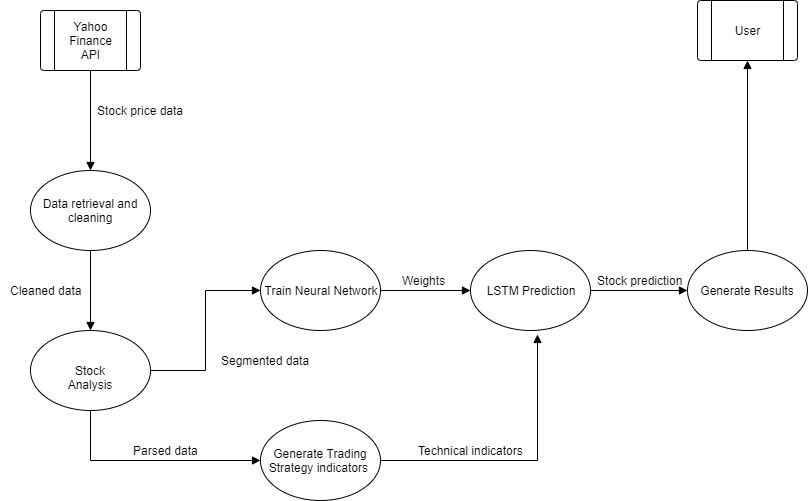 Yahoo
Finance
API
User
Stock price data
Data retrieval and
cleaning
Cleaned data
Train Neural Network
Weights
LSTM Prediction
Stock prediction
Generate Results
Segmented data
Stock
Analysis
Parsed data
Generate Trading
Strategy indicators
Technical indicators